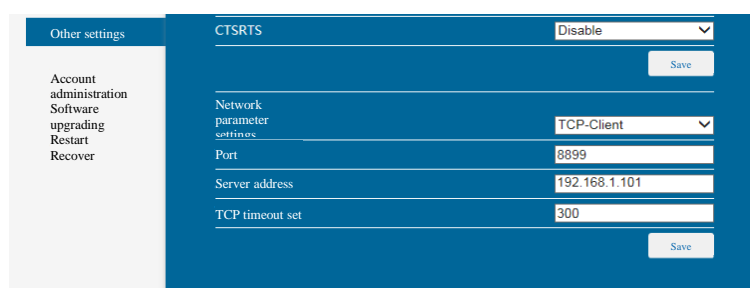 Other settings
Account
administration
Software
upgrading
Restart
Recover
CTSRTS Disable
Save
Network
parameter
settings
TCP-Client
Port 8899
Server address 192.168.1.101
TCP timeout set 300
Save